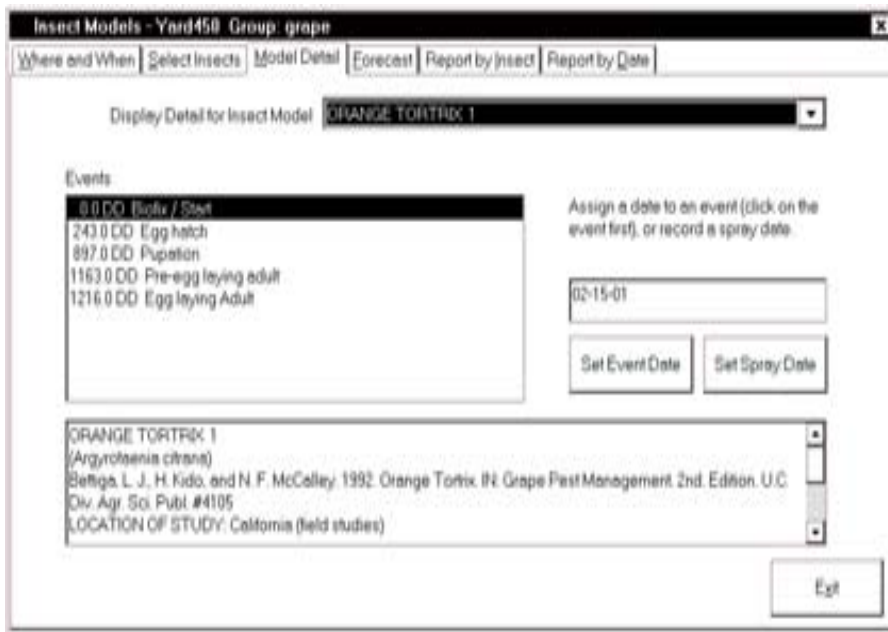 Insect Models - Yard450 Group: grape
Where and When Select Insects Model Detail Forecast Report by Insect Report by Date
Display Detail for Insect Model ORANGE TORTRIX 1
Events
0.0 DD Biofix / Start
243.0 DD Egg hatch
897.0 DD Pupation
1163.0 DD Pre-egg laying adult
1216.0 DD Egg laying Adult
Assign a date to an event (click on the
event first), or record a spray date.
02-15-01
Set Event Date Set Spray Date
ORANGE TORTRIX 1
(Argyrotaenia citrana)
Bettiga, L. J., H. Kido, and N. F. McCalley. 1992. Orange Tortrix. IN: Grape Pest Management. 2nd. Edition. U.C.
Div. Agr. Sci. Publ. #4105
LOCATION OF STUDY: California (field studies)
Exit